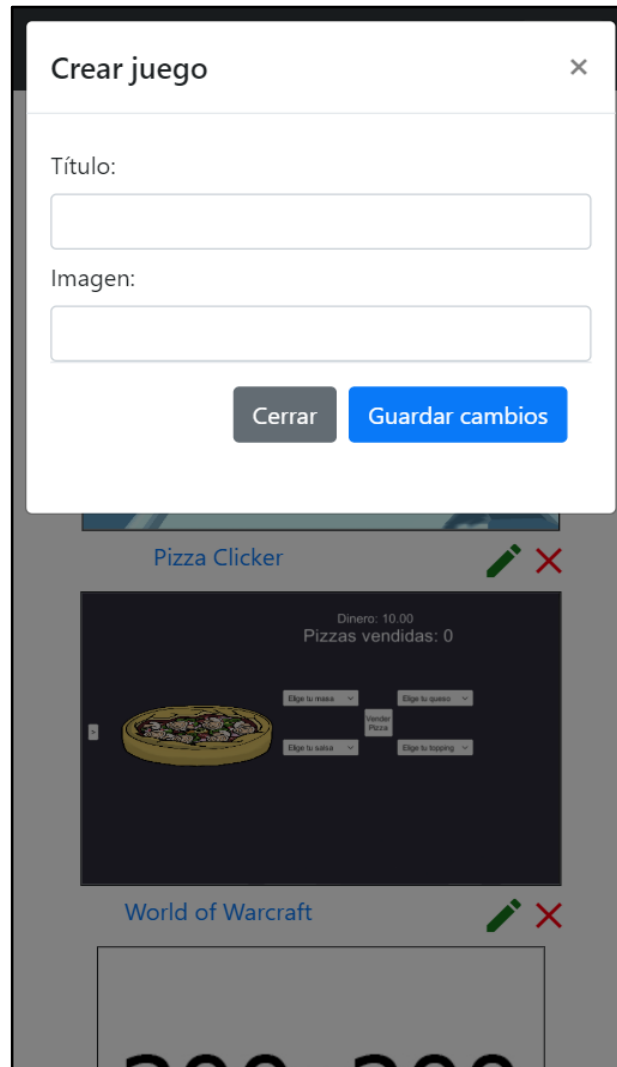 Crear juego ×
Título:
Imagen:
Cerrar Guardar cambios
Pizza Clicker
Dinero: 10.00
Pizzas vendidas: 0
Elige tu masa Elige tu queso
Vender
Pizza
>
Elige tu salsa Elige tu topping
World of Warcraft